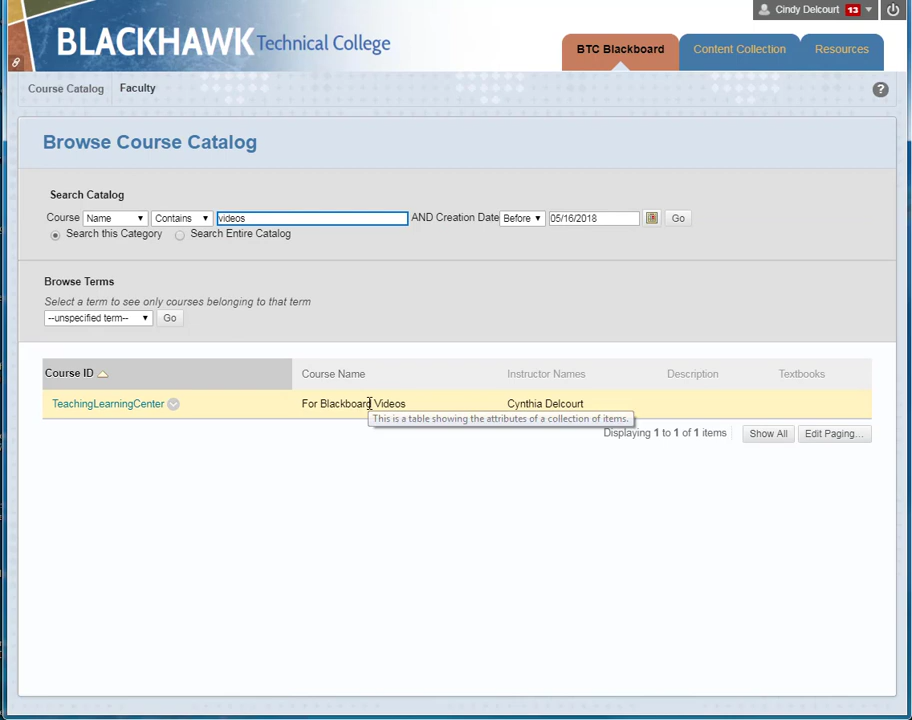 Cindy Delcourt 13
BLACKHAWK Technical College
BTC Blackboard Content Collection Resources
Course Catalog Faculty ?
Browse Course Catalog
Search Catalog
Course Name Contains videos AND Creation Date Before 05/16/2018 Go
Search this Category Search Entire Catalog
Browse Terms
Select a term to see only courses belonging to that term
--unspecified term-- Go
Course ID Course Name Instructor Names Description Textbooks
TeachingLearningCenter For Blackboard Videos Cynthia Delcourt
This is a table showing the attributes of a collection of items.
Displaying 1 to 1 of 1 items Show All Edit Paging...